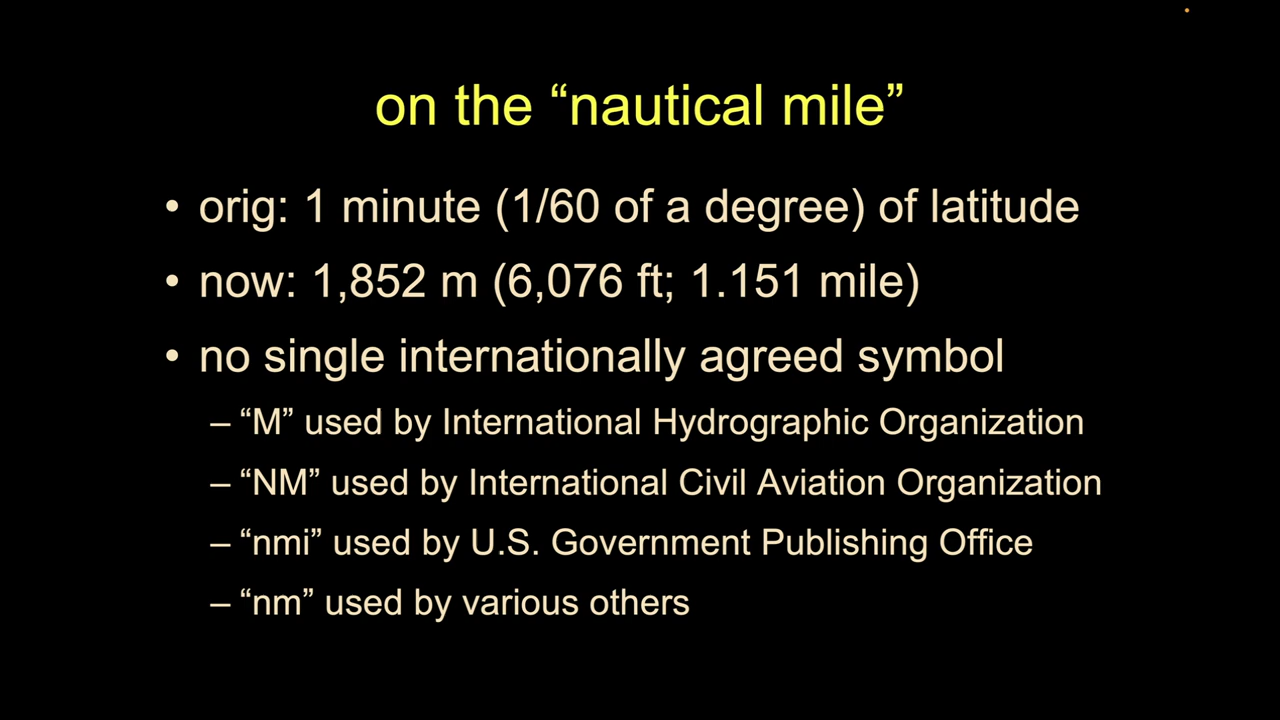 on the “nautical mile”
• orig: 1 minute (1/60 of a degree) of latitude
• now: 1,852 m (6,076 ft; 1.151 mile)
• no single internationally agreed symbol
– “M” used by International Hydrographic Organization
– “NM” used by International Civil Aviation Organization
– “nmi” used by U.S. Government Publishing Office
– “nm” used by various others